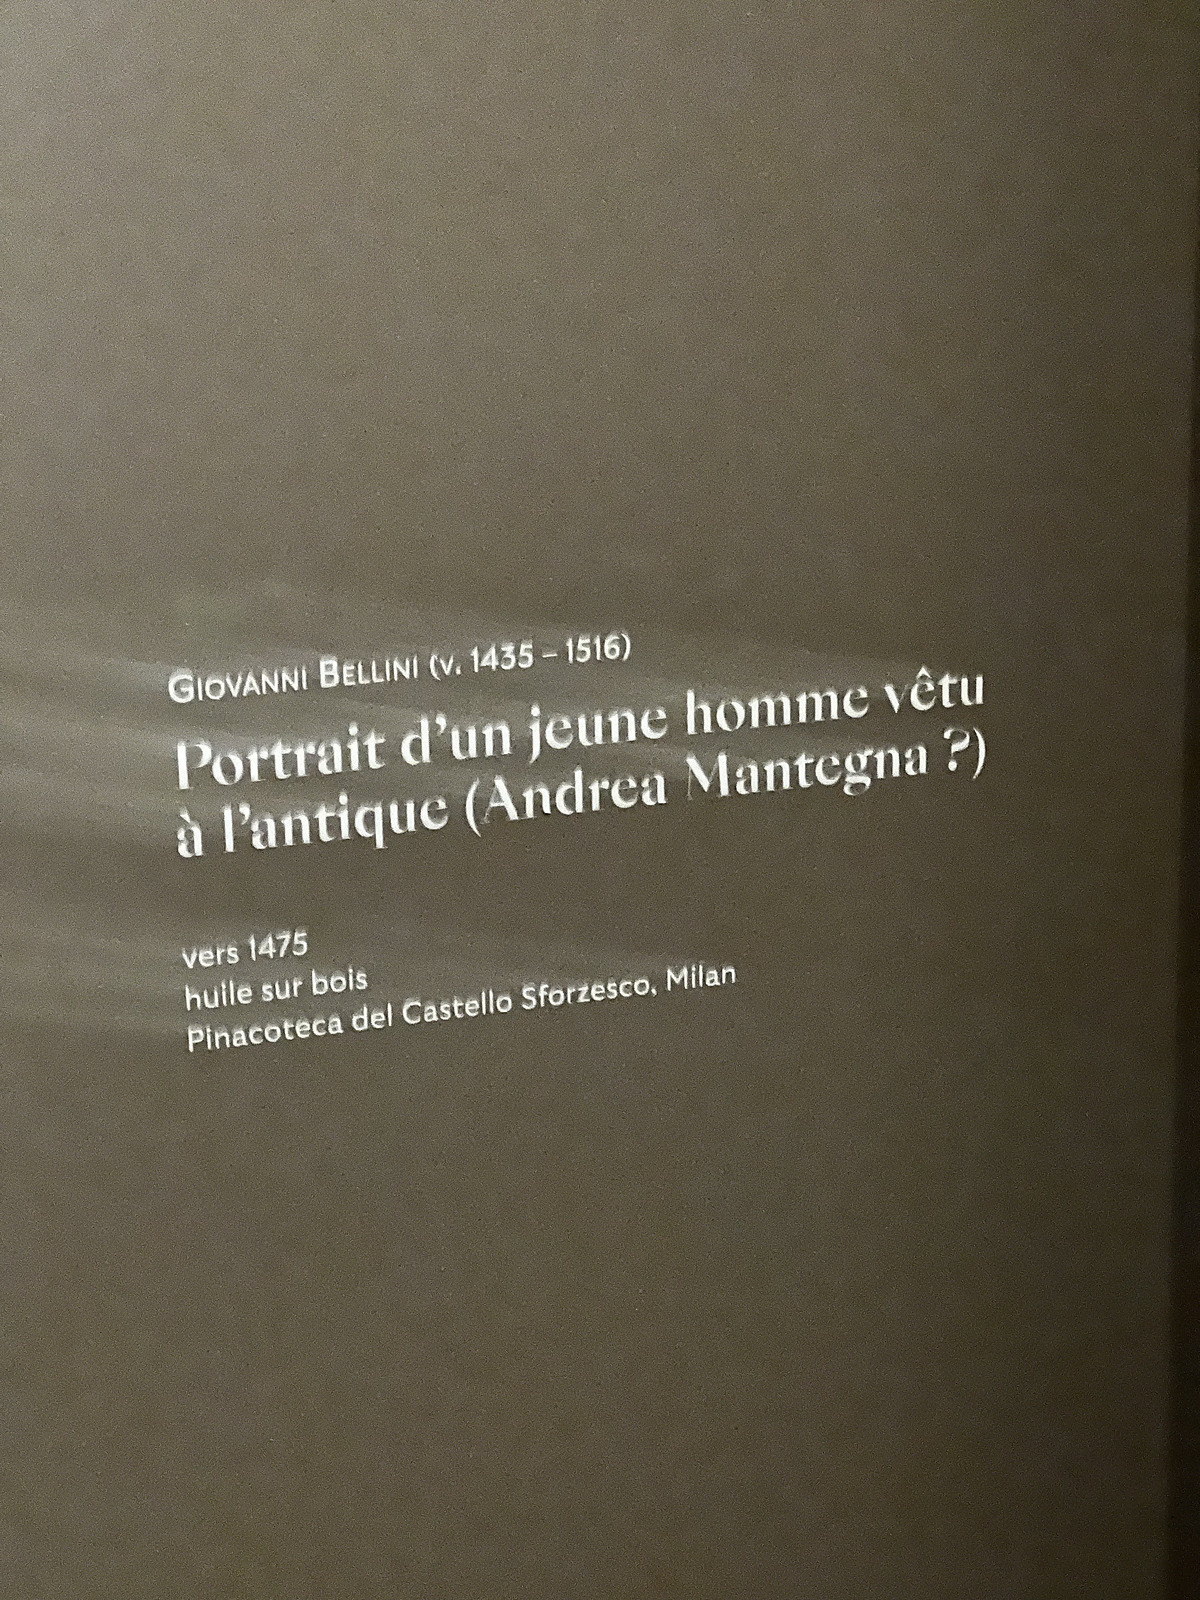 GIOVANNI BELLINI (v. 1435 – 1516)
Portrait d'un jeune homme vêtu
à l'antique (Andrea Mantegna ?)
vers 1475
huile sur bois
Pinacoteca del Castello Sforzesco, Milan